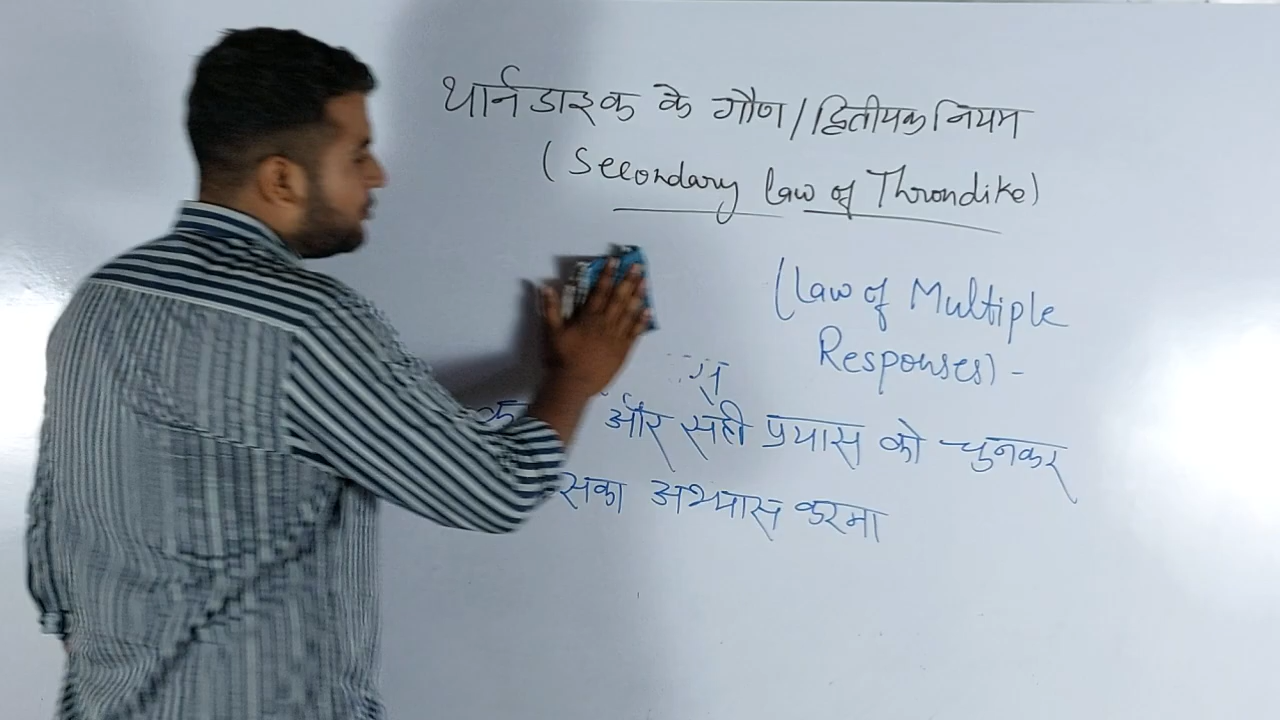 थार्नडाइक के गौण/द्वितीयक नियम
(Secondary law of Throndike)
(Law of Multiple
Responses) -
और सही प्रयास को चुनकर
सका अभ्यास करना